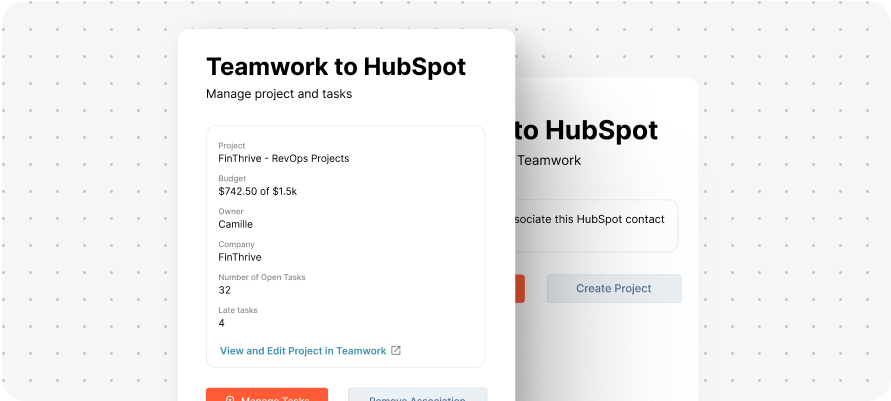 Teamwork to HubSpot
Manage project and tasks
Project
FinThrive - RevOps Projects
Budget
$742.50 of $1.5k
Owner
Camille
Company
FinThrive
Number of Open Tasks
32
Late tasks
4
View and Edit Project in Teamwork
Manage Tasks
Remove Association
to HubSpot
Teamwork
sociate this HubSpot contact
Create Project